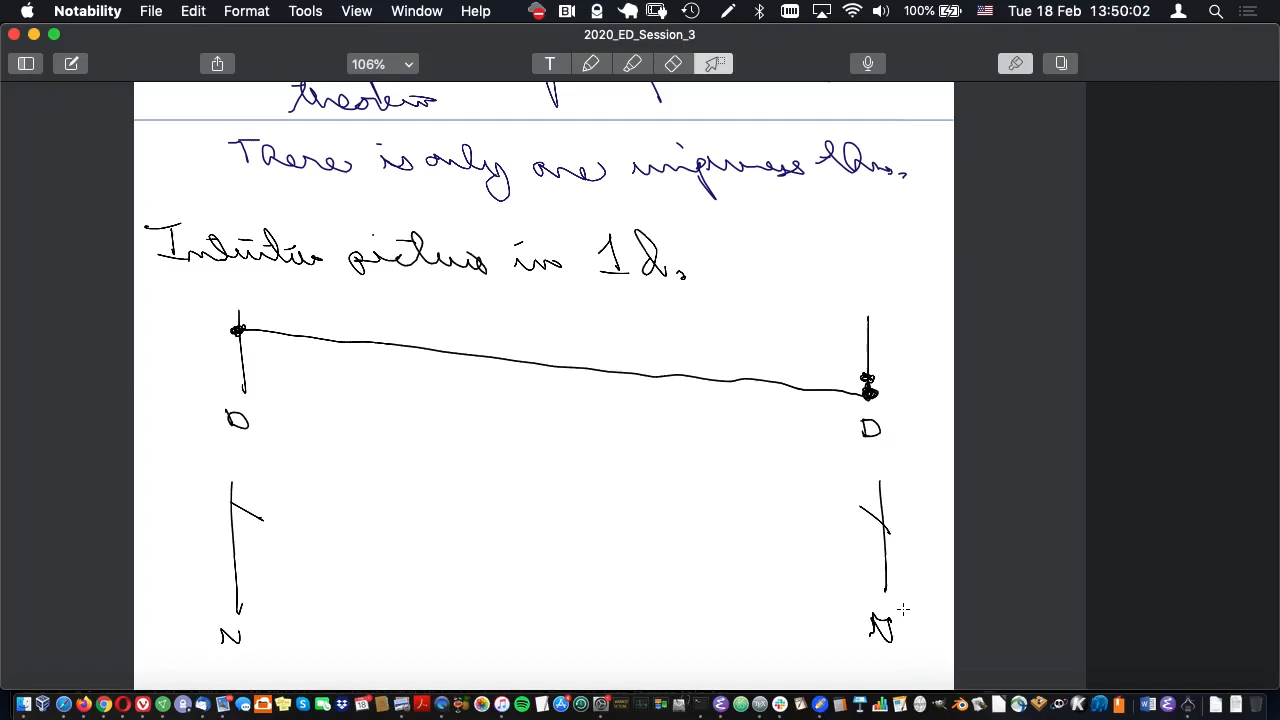 Notability File Edit Format Tools View Window Help 100% Tue 18 Feb 13:50:02
2020_ED_Session_3
106% T
theorem
There is only one uniqueness thm.
Intuitive picture in 1d.
D D
N N